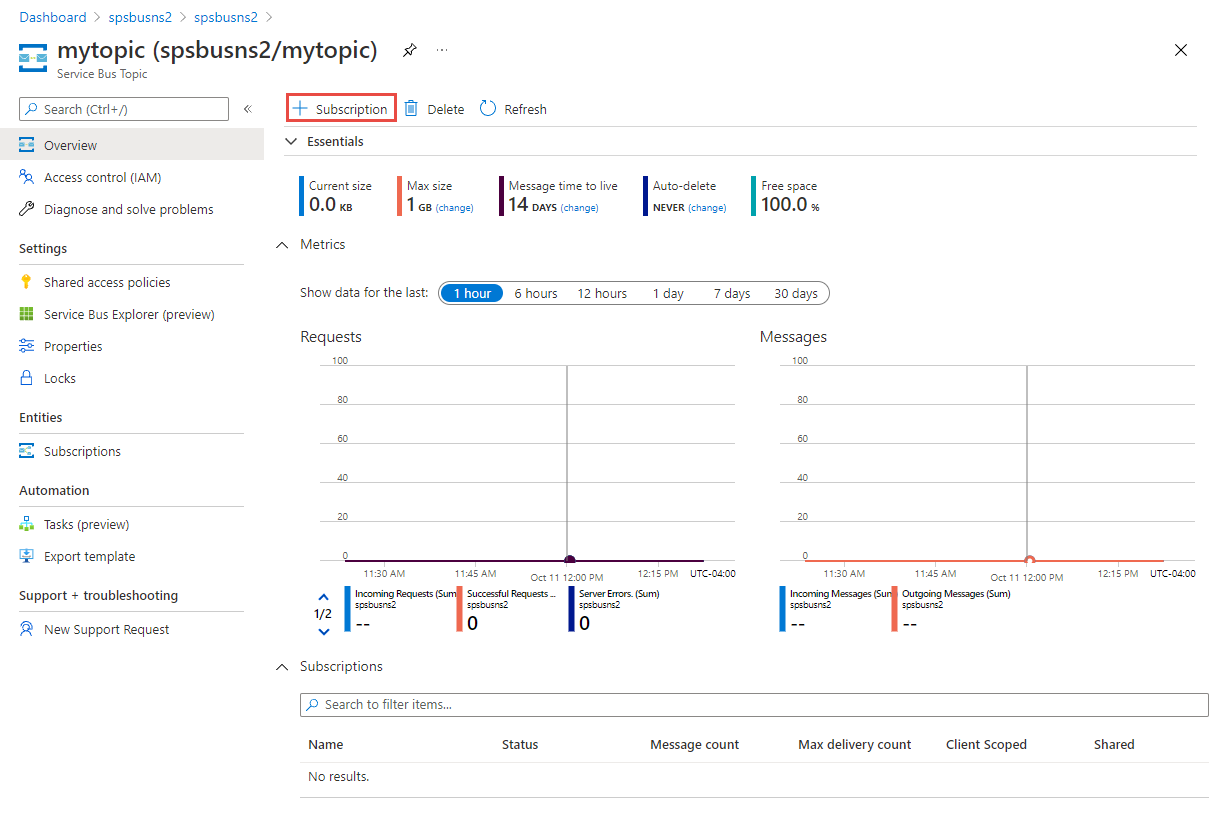 Dashboard > spsbusns2 > spsbusns2 >
mytopic (spsbusns2/mytopic)
Service Bus Topic
Search (Ctrl+/)
«
Subscription
Delete
Refresh
Overview
Access control (IAM)
Diagnose and solve problems
Settings
Shared access policies
Service Bus Explorer (preview)
Properties
Locks
Entities
Subscriptions
Automation
Tasks (preview)
Export template
Support + troubleshooting
New Support Request
Essentials
Current size
0.0 KB
Max size
1 GB (change)
Message time to live
14 DAYS (change)
Auto-delete
NEVER (change)
Free space
100.0 %
Metrics
Show data for the last:
1 hour
6 hours
12 hours
1 day
7 days
30 days
Requests
100
80
60
40
20
0
11:30 AM
11:45 AM
Oct 11 12:00 PM
12:15 PM
UTC-04:00
1/2
Incoming Requests (Sum)
spsbusns2
--
Successful Requests ...
spsbusns2
0
Server Errors. (Sum)
spsbusns2
0
Messages
100
80
60
40
20
0
11:30 AM
11:45 AM
Oct 11 12:00 PM
12:15 PM
UTC-04:00
Incoming Messages (Sum)
spsbusns2
--
Outgoing Messages (Sum)
spsbusns2
--
Subscriptions
Search to filter items...
Name
Status
Message count
Max delivery count
Client Scoped
Shared
No results.